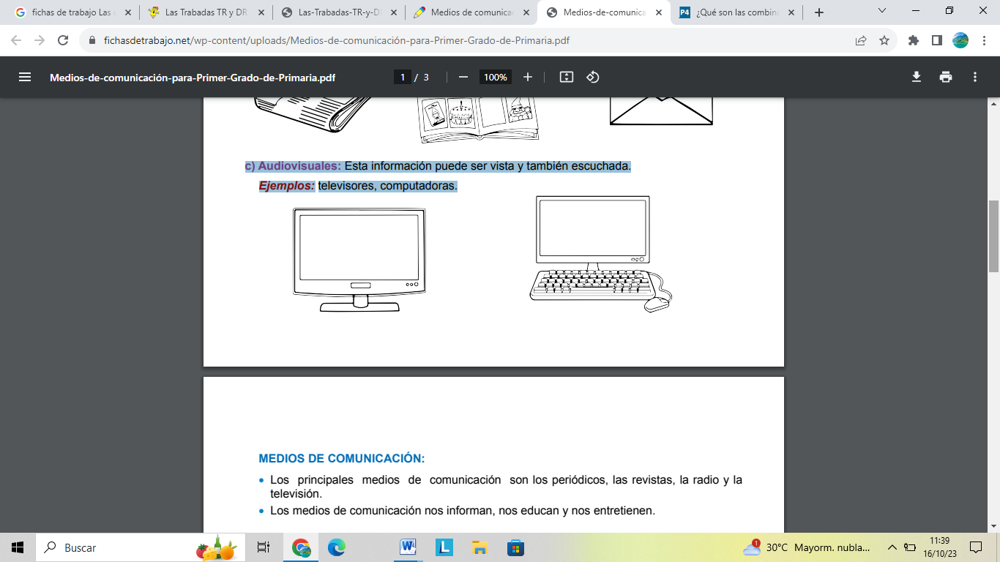 fichas de trabajo Las
Las Trabadas TR y DR
Las-Trabadas-TR-y-D
Medios de comunica
Medios-de-comunica
P4 ¿Qué son las combina
fichasdetrabajo.net/wp-content/uploads/Medios-de-comunicación-para-Primer-Grado-de-Primaria.pdf
Medios-de-comunicación-para-Primer-Grado-de-Primaria.pdf
1 / 3
100%
c) Audiovisuales: Esta información puede ser vista y también escuchada.
Ejemplos: televisores, computadoras.
MEDIOS DE COMUNICACIÓN:
• Los principales medios de comunicación son los periódicos, las revistas, la radio y la
televisión.
• Los medios de comunicación nos informan, nos educan y nos entretienen.
Buscar
W
L
1
30°C Mayorm. nubla...
11:39
16/10/23